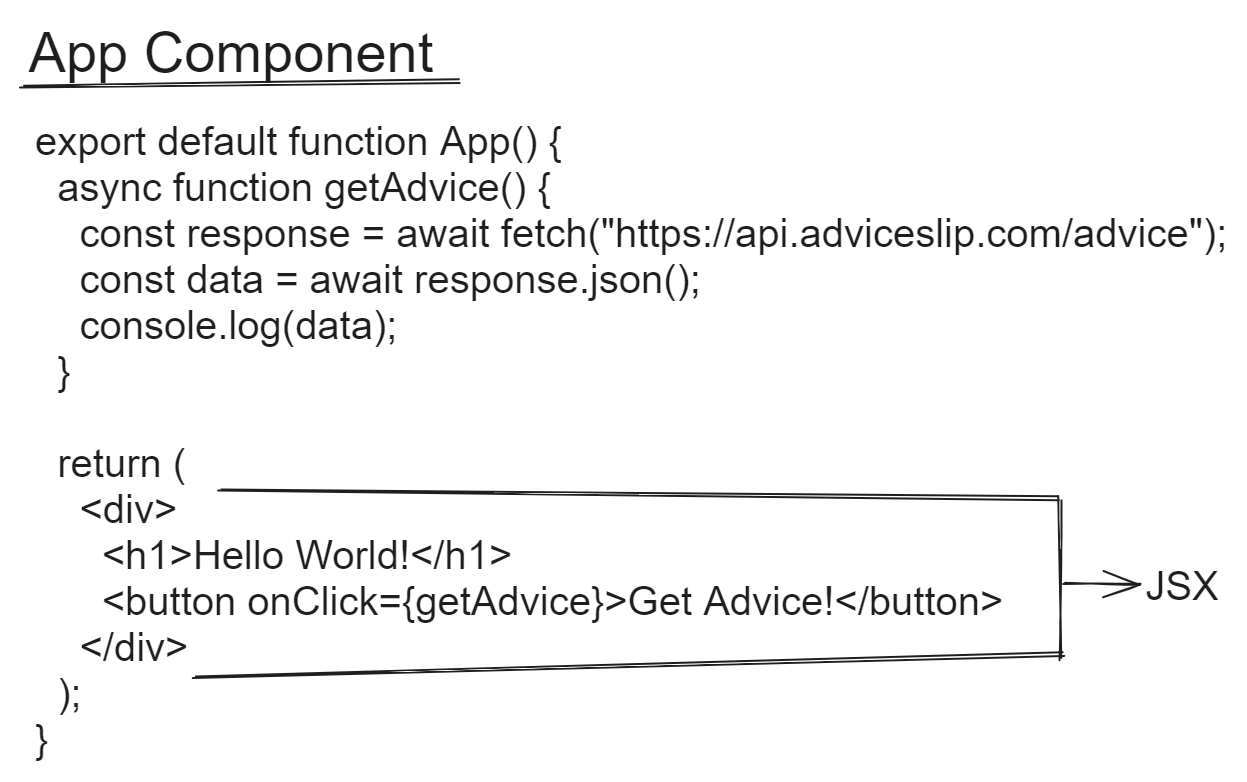 App Component
export default function App() {
async function getAdvice() {
const response = await fetch("https://api.adviceslip.com/advice");
const data = await response.json();
console.log(data);
}
return (
<div>
<h1>Hello World!</h1>
<button onClick={getAdvice}>Get Advice!</button>
</div>
);
}
JSX